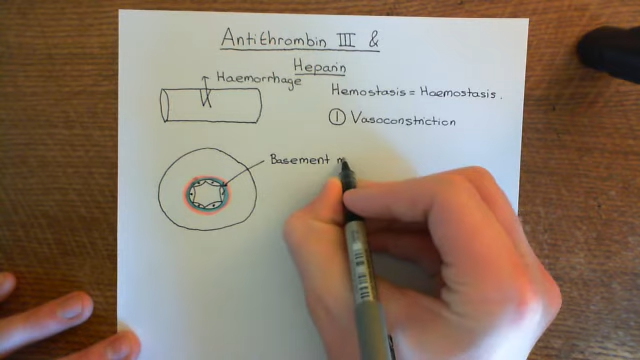 Antithrombin III &
Heparin
Haemorrhage
Hemostasis = Haemostasis.
① Vasoconstriction
Basement m